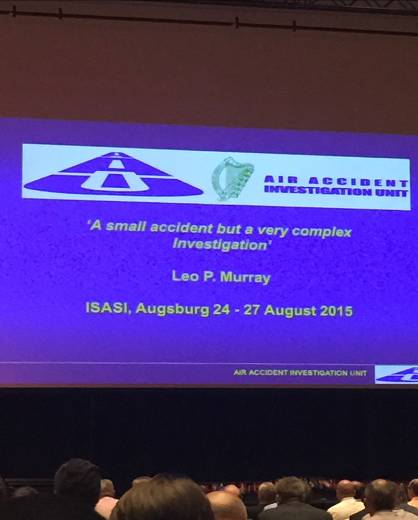 AIR ACCIDENT
INVESTIGATION UNIT
'A small accident but a very complex
Investigation'
Leo P. Murray
ISASI, Augsburg 24 - 27 August 2015
AIR ACCIDENT INVESTIGATION UNIT